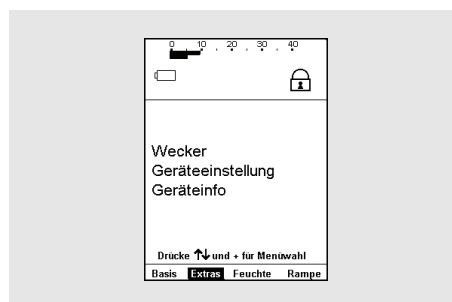 0 . 10 . 20 . 30 . 40
Wecker
Geräteeinstellung
Geräteinfo
Drücke ↑↓ und + für Menüwahl
Basis Extras Feuchte Rampe